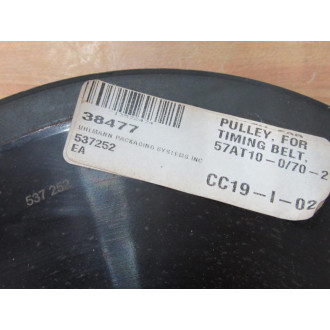 38477
UHLMANN PACKAGING SYSTEMS INC
537252
EA
PULLEY, FOR
TIMING BELT,
57AT10-0/70-2
CC19-I-02
537 252